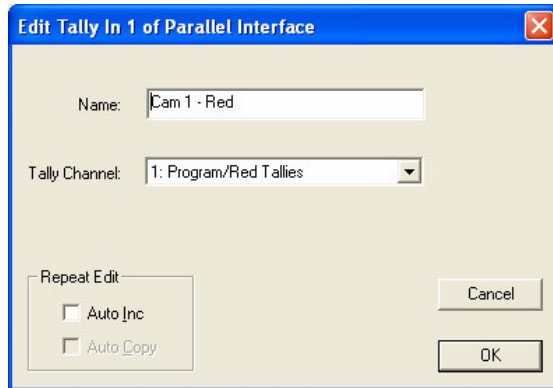 Edit Tally In 1 of Parallel Interface
Name: Cam 1 - Red
Tally Channel: 1: Program/Red Tallies
Repeat Edit
Auto Inc
Auto Copy
Cancel
OK